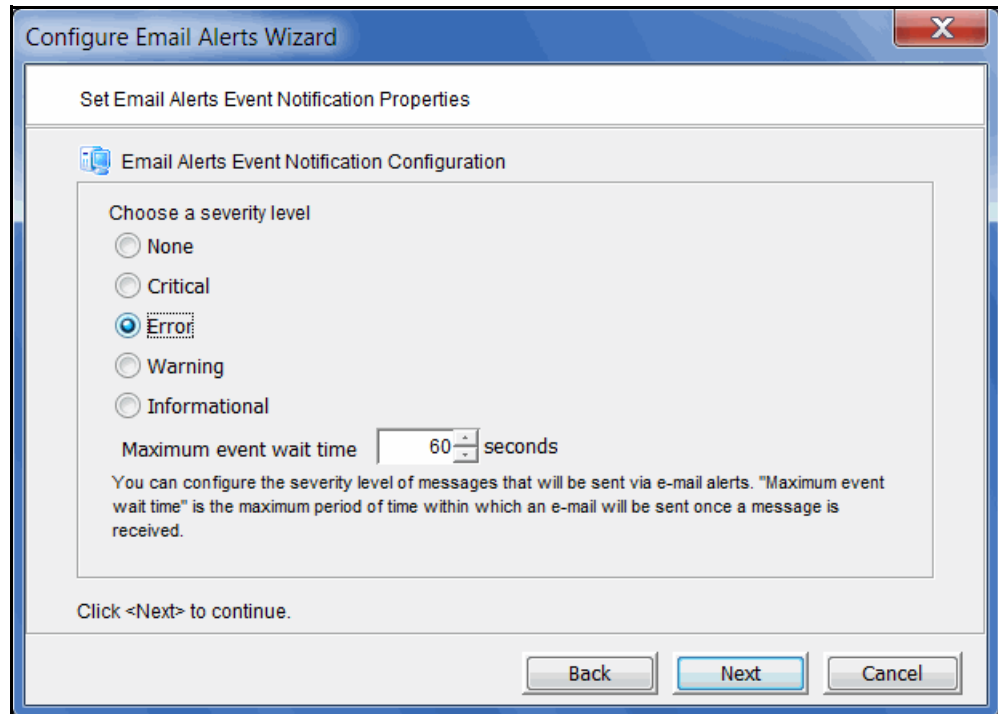 Configure Email Alerts Wizard
X
Set Email Alerts Event Notification Properties
Email Alerts Event Notification Configuration
Choose a severity level
None
Critical
Error
Warning
Informational
Maximum event wait time 60 seconds
You can configure the severity level of messages that will be sent via e-mail alerts. "Maximum event
wait time" is the maximum period of time within which an e-mail will be sent once a message is
received.
Click <Next> to continue.
Back Next Cancel